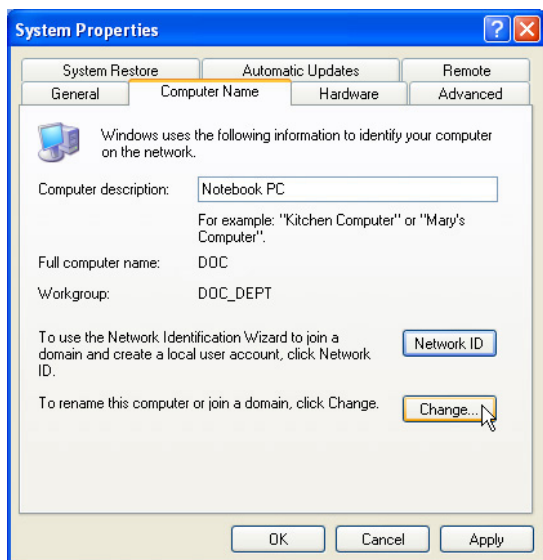 System Properties
System Restore Automatic Updates Remote
General Computer Name Hardware Advanced
Windows uses the following information to identify your computer
on the network.
Computer description: Notebook PC
For example: "Kitchen Computer" or "Mary's
Computer".
Full computer name: DOC
Workgroup: DOC_DEPT
To use the Network Identification Wizard to join a
domain and create a local user account, click Network
ID.
Network ID
To rename this computer or join a domain, click Change.
Change...
OK Cancel Apply